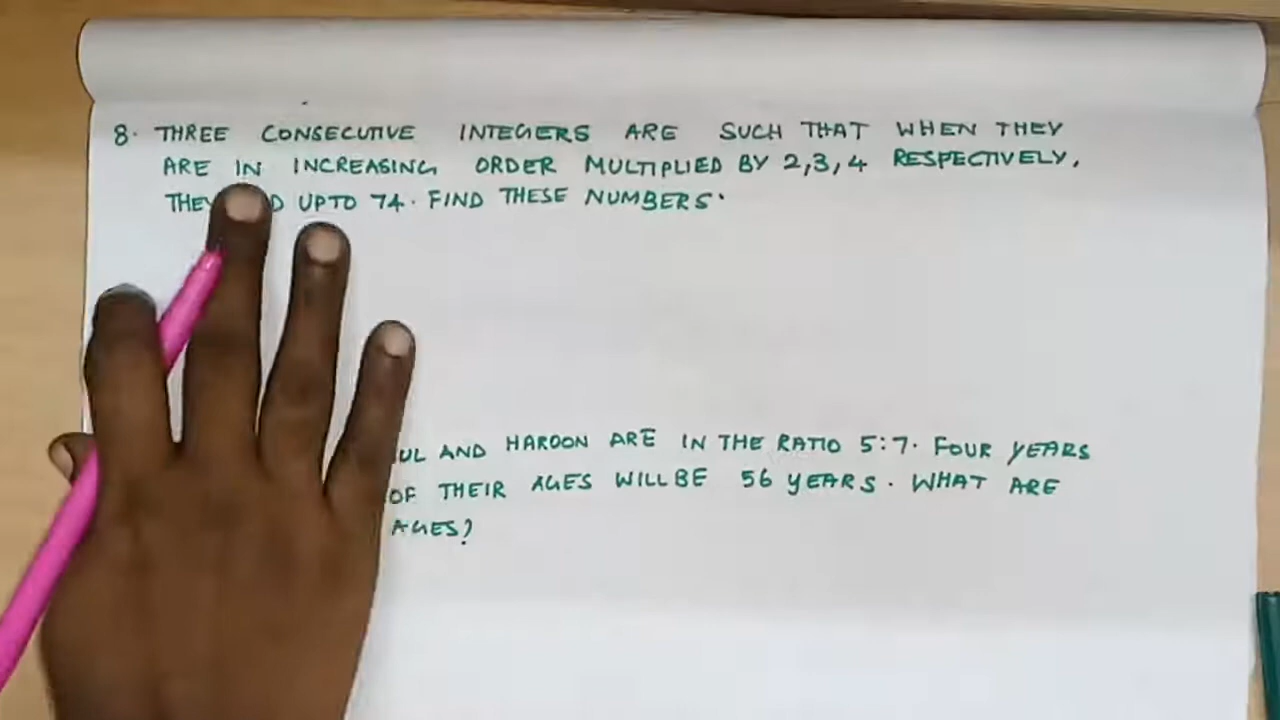 8. THREE CONSECUTIVE INTEGERS ARE SUCH THAT WHEN THEY
ARE IN INCREASING ORDER MULTIPLIED BY 2,3,4 RESPECTIVELY,
THEY UPTO 74. FIND THESE NUMBERS.
AND HAROON ARE IN THE RATIO 5:7. FOUR YEARS
OF THEIR AGES WILL BE 56 YEARS. WHAT ARE
AGES?